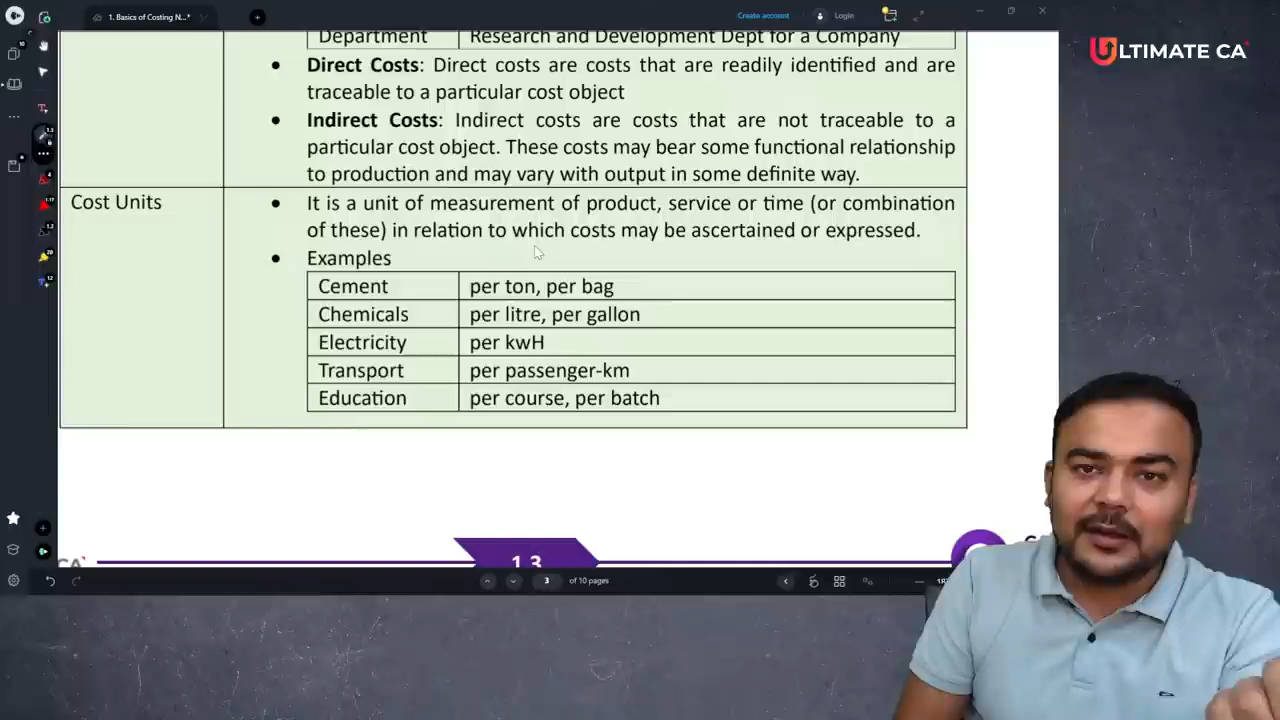 1. Basics of Costing N...*
Create account
Login
ULTIMATE CA
Department Research and Development Dept for a Company
• Direct Costs: Direct costs are costs that are readily identified and are
traceable to a particular cost object
• Indirect Costs: Indirect costs are costs that are not traceable to a
particular cost object. These costs may bear some functional relationship
to production and may vary with output in some definite way.
Cost Units
• It is a unit of measurement of product, service or time (or combination
of these) in relation to which costs may be ascertained or expressed.
• Examples
Cement per ton, per bag
Chemicals per litre, per gallon
Electricity per kwH
Transport per passenger-km
Education per course, per batch
1.3
3 of 10 pages